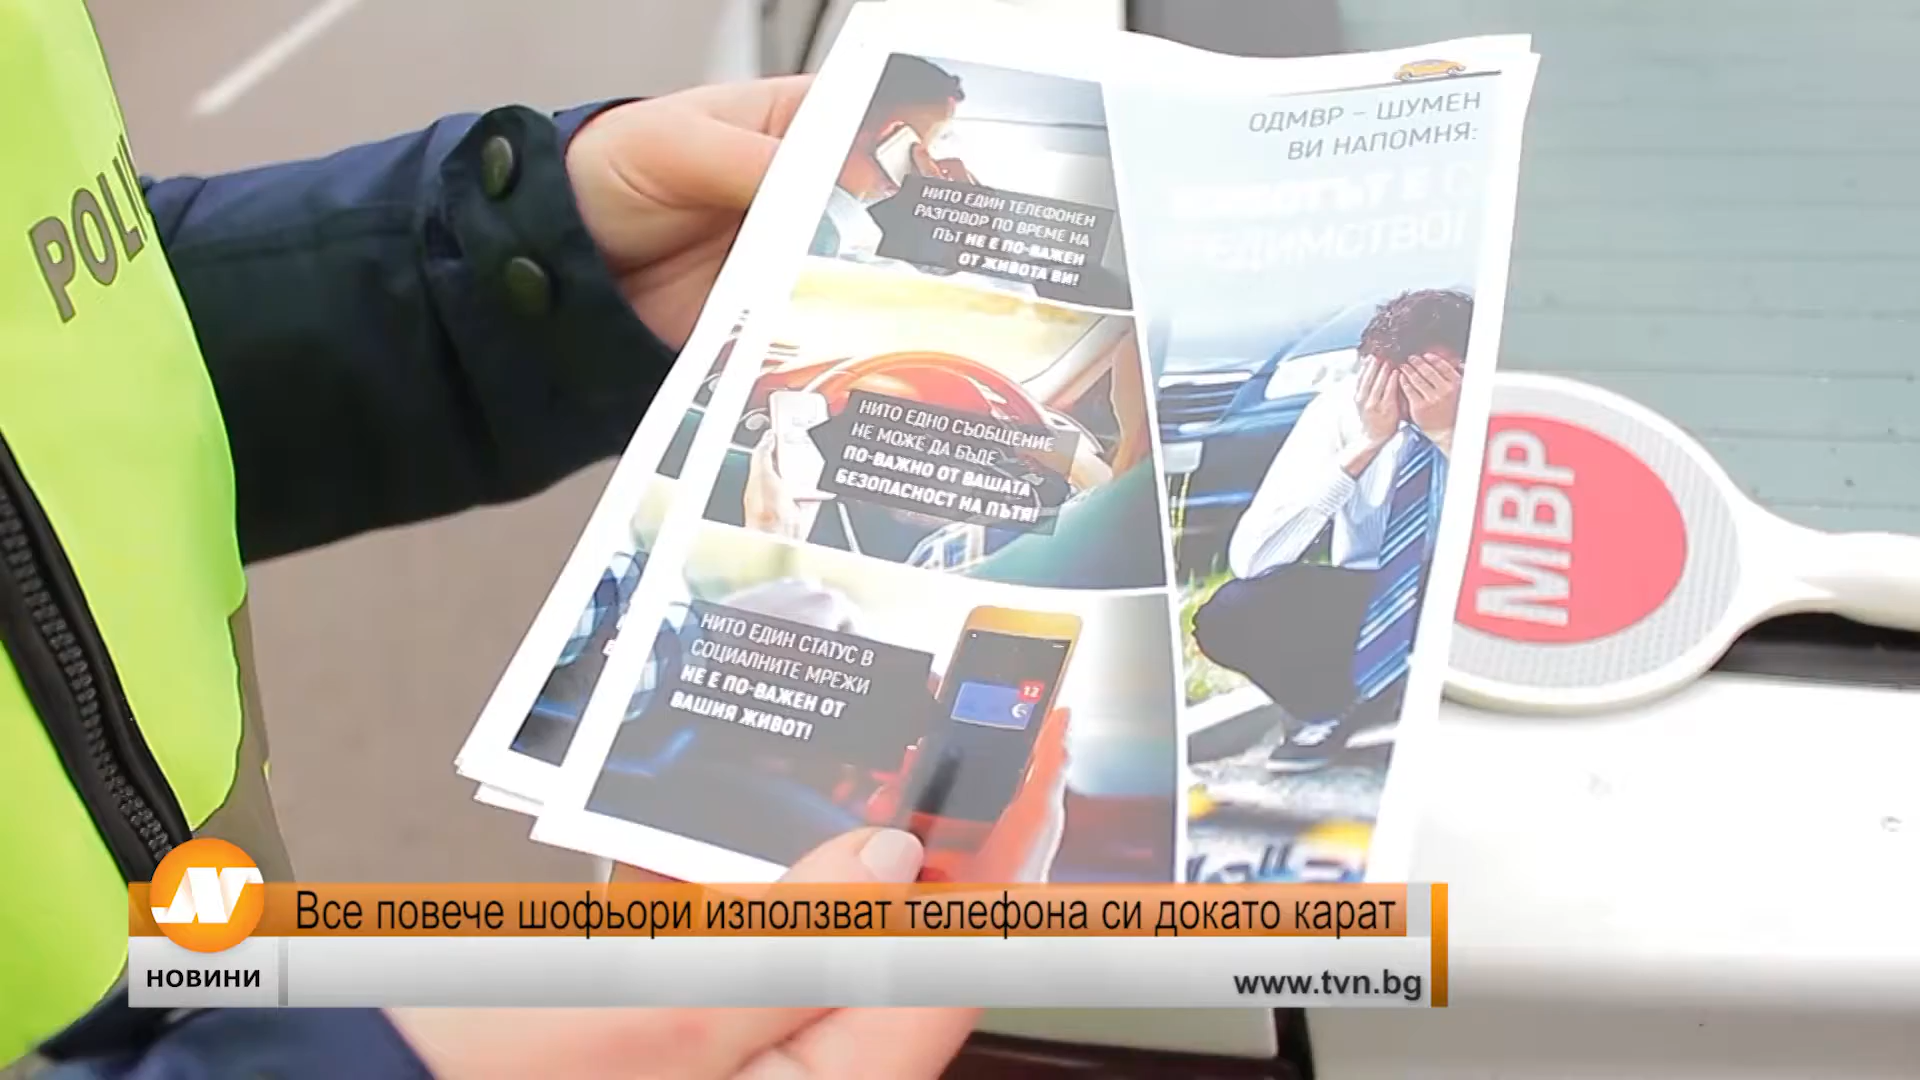 POLI
ОДМВР – ШУМЕН
ВИ НАПОМНЯ:
НИТО ЕДИН ТЕЛЕФОНЕН
РАЗГОВОР ПО ВРЕМЕ НА
ПЪТ НЕ Е ПО-ВАЖЕН
ОТ ЖИВОТА ВИ!
НИТО ЕДНО СЪОБЩЕНИЕ
НЕ МОЖЕ ДА БЪДЕ
ПО-ВАЖНО ОТ ВАШАТА
БЕЗОПАСНОСТ НА ПЪТЯ!
НИТО ЕДИН СТАТУС В
СОЦИАЛНИТЕ МРЕЖИ
НЕ Е ПО-ВАЖЕН ОТ
ВАШИЯ ЖИВОТ!
12
МВР
Все повече шофьори използват телефона си докато карат
НОВИНИ
www.tvn.bg